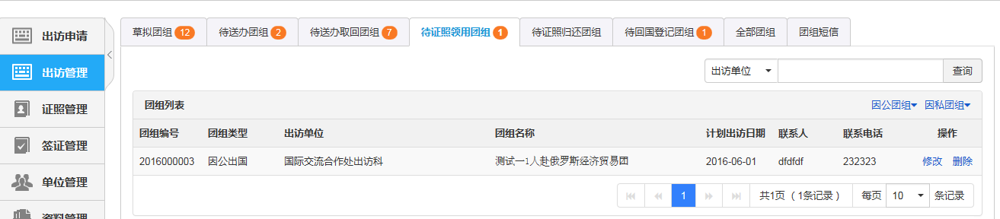 出访申请
出访管理
证照管理
签证管理
单位管理
资料管理
草拟团组 12
待送办团组 2
待送办取回团组 7
待证照领用团组 1
待证照归还团组
待回国登记团组 1
全部团组
团组短信
出访单位
查询
团组列表
因公团组 因私团组
团组编号 团组类型 出访单位 团组名称 计划出访日期 联系人 联系电话 操作
2016000003 因公出国 国际交流合作处出访科 测试一1人赴俄罗斯经济贸易团 2016-06-01 dfdfdf 232323 修改 删除
1 共1页 （1条记录） 每页 10 条记录